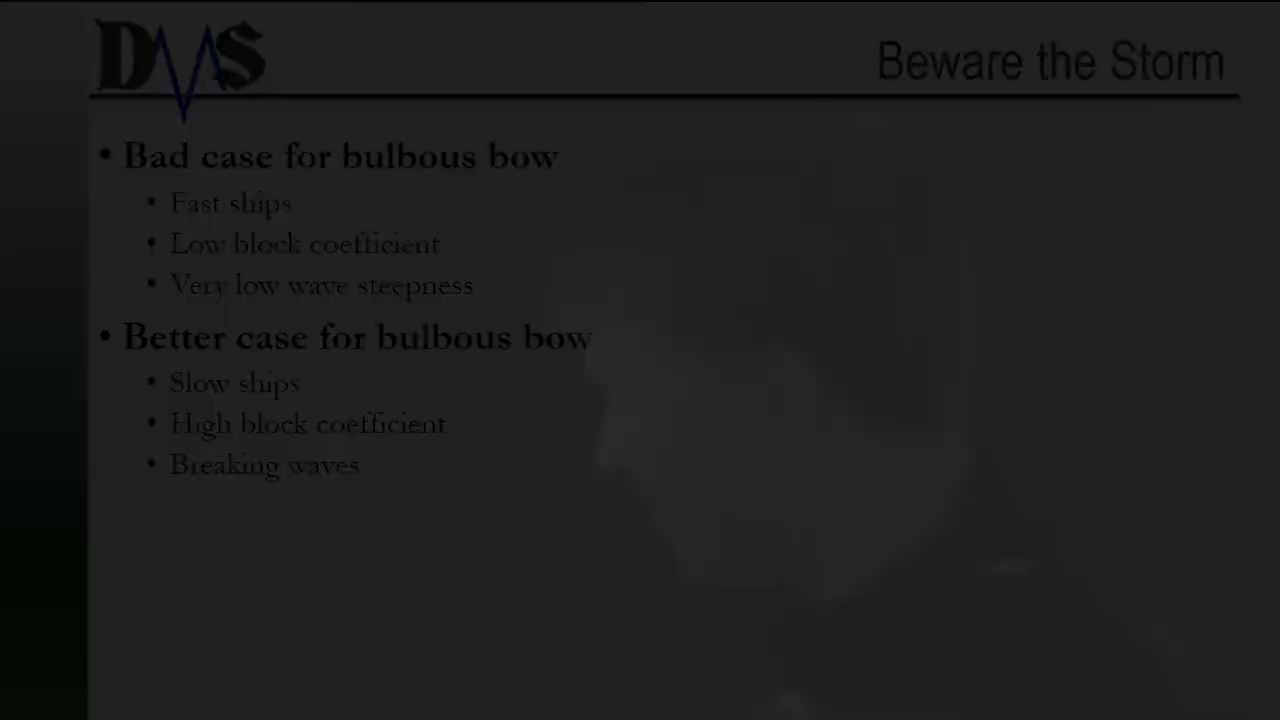 DMS
Beware the Storm
• Bad case for bulbous bow
• Fast ships
• Low block coefficient
• Very low wave steepness
• Better case for bulbous bow
• Slow ships
• High block coefficient
• Breaking waves